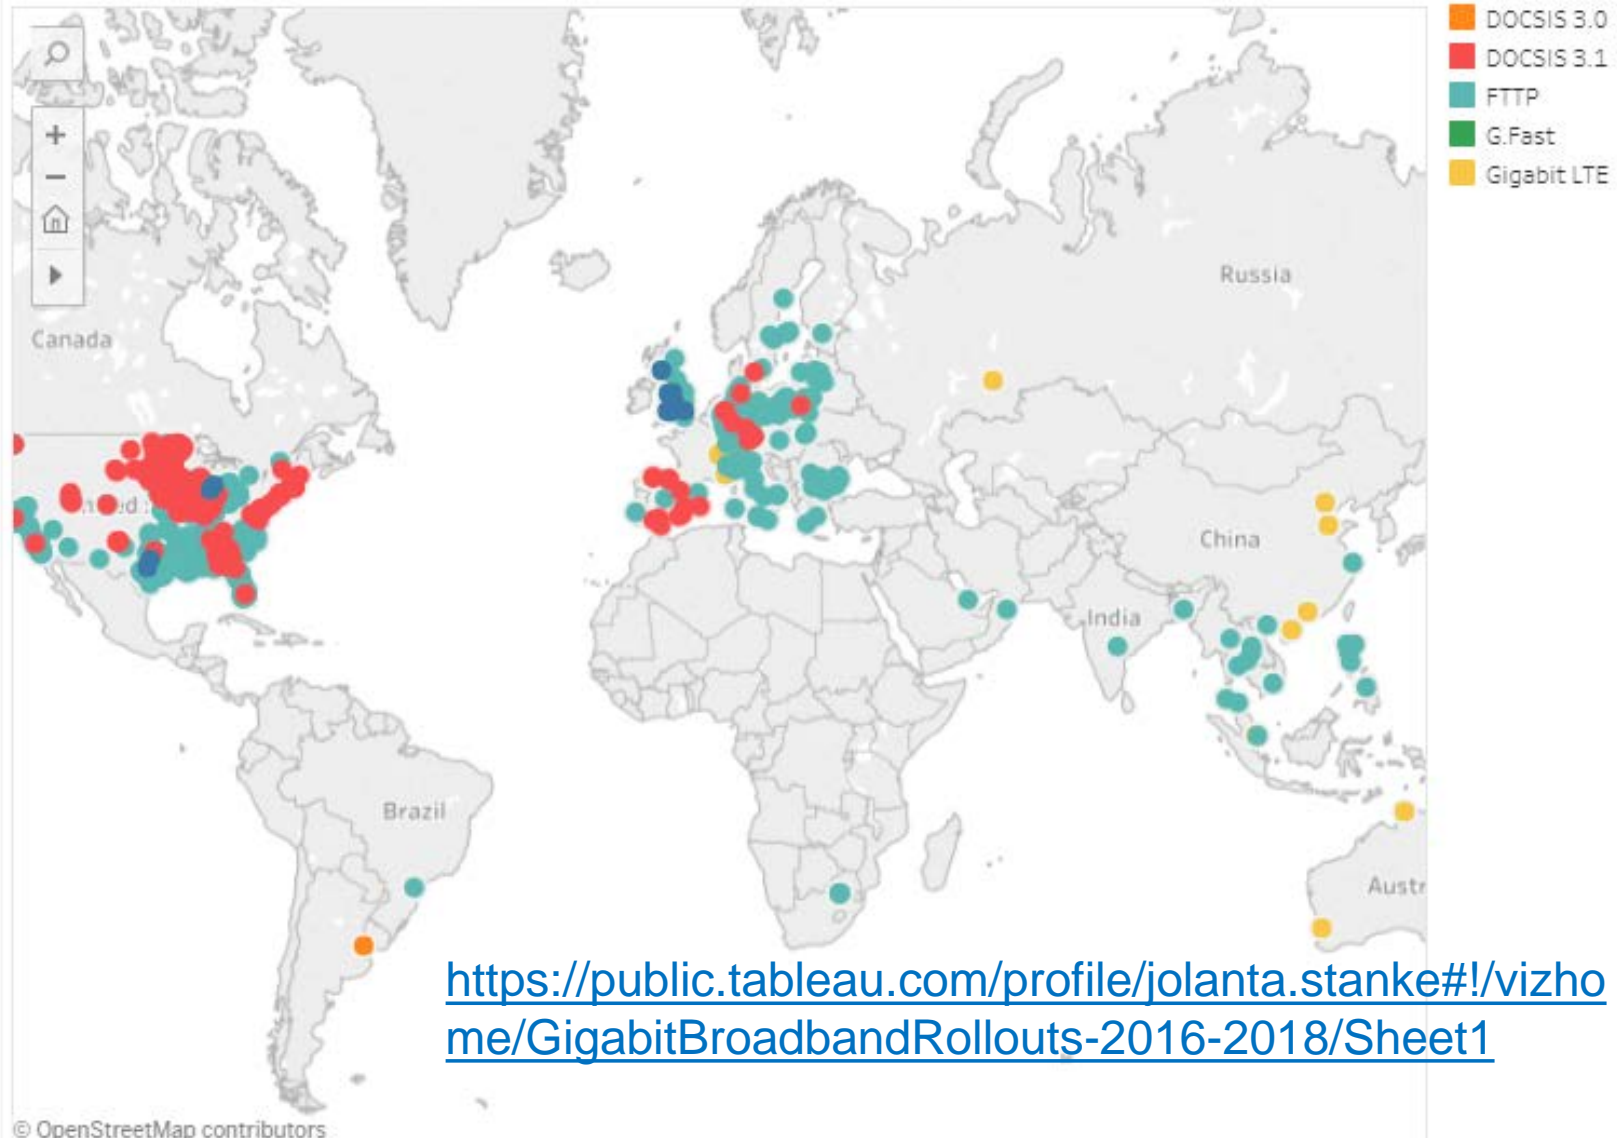 DOCSIS 3.0
DOCSIS 3.1
FTTP
G.Fast
Gigabit LTE
Russia
Canada
China
India
Brazil
Austr
https://public.tableau.com/profile/jolanta.stanke#!/vizho
me/GigabitBroadbandRollouts-2016-2018/Sheet1
© OpenStreetMap contributors